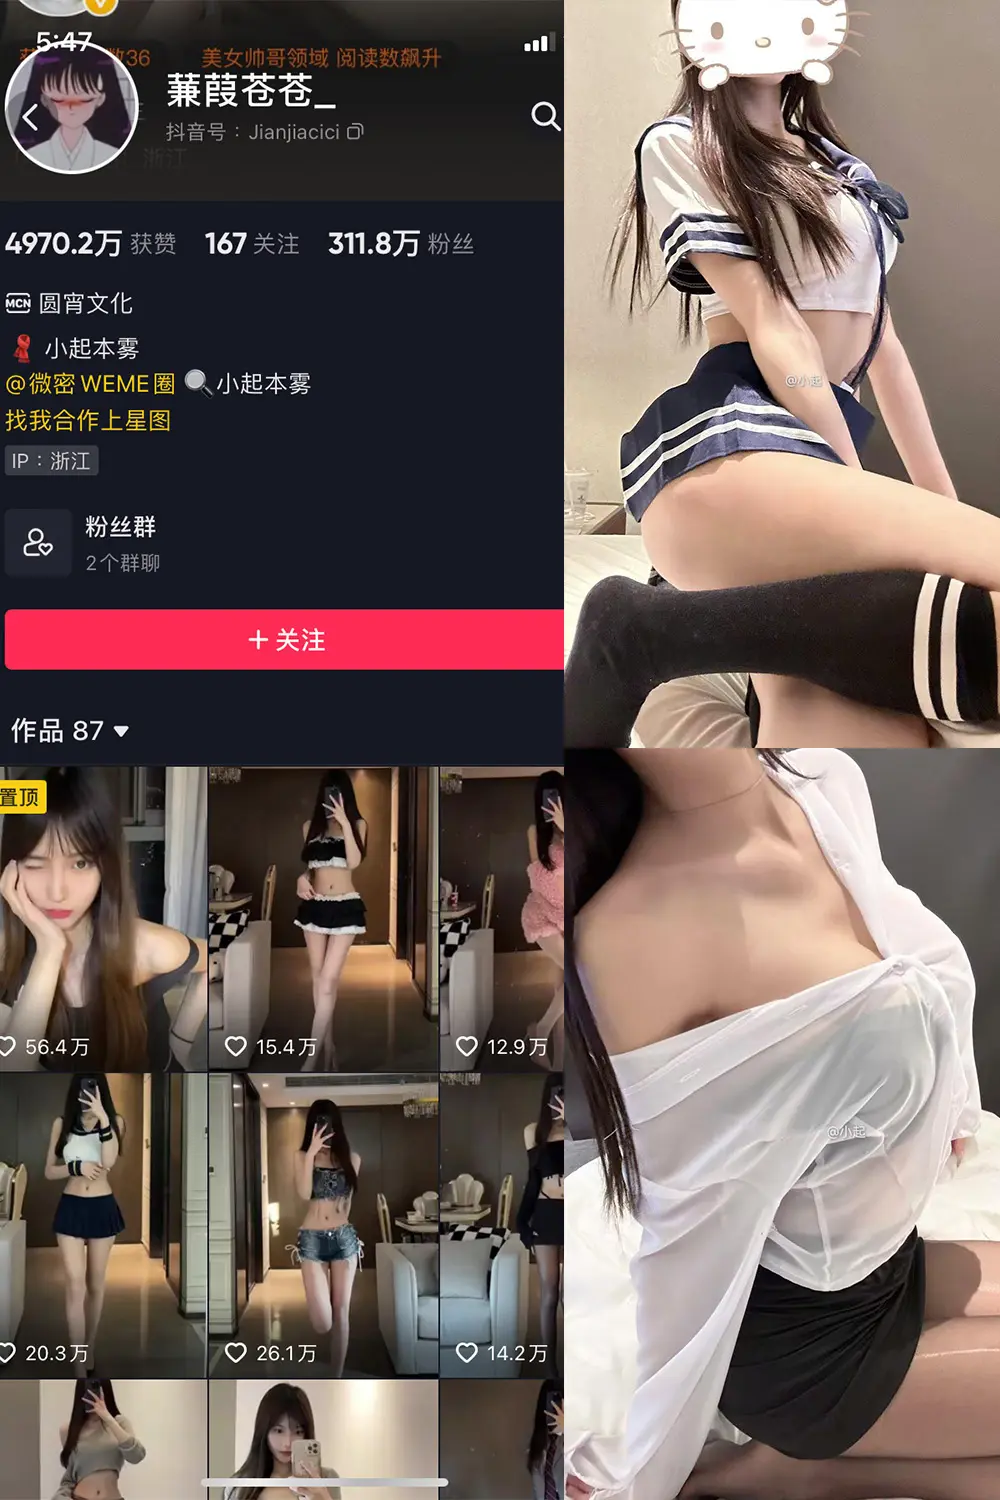 5:47
数36
美女帅哥领域 阅读数飙升
蒹葭苍苍_
抖音号：Jianjiacici
浙江
4970.2万 获赞 167 关注 311.8万 粉丝
MCN 圆宵文化
小起本雾
@微密 WEME圈 小起本雾
找我合作上星图
IP：浙江
粉丝群
2个群聊
+ 关注
作品 87
置顶
56.4万
15.4万
12.9万
20.3万
26.1万
14.2万
@小起
@小起